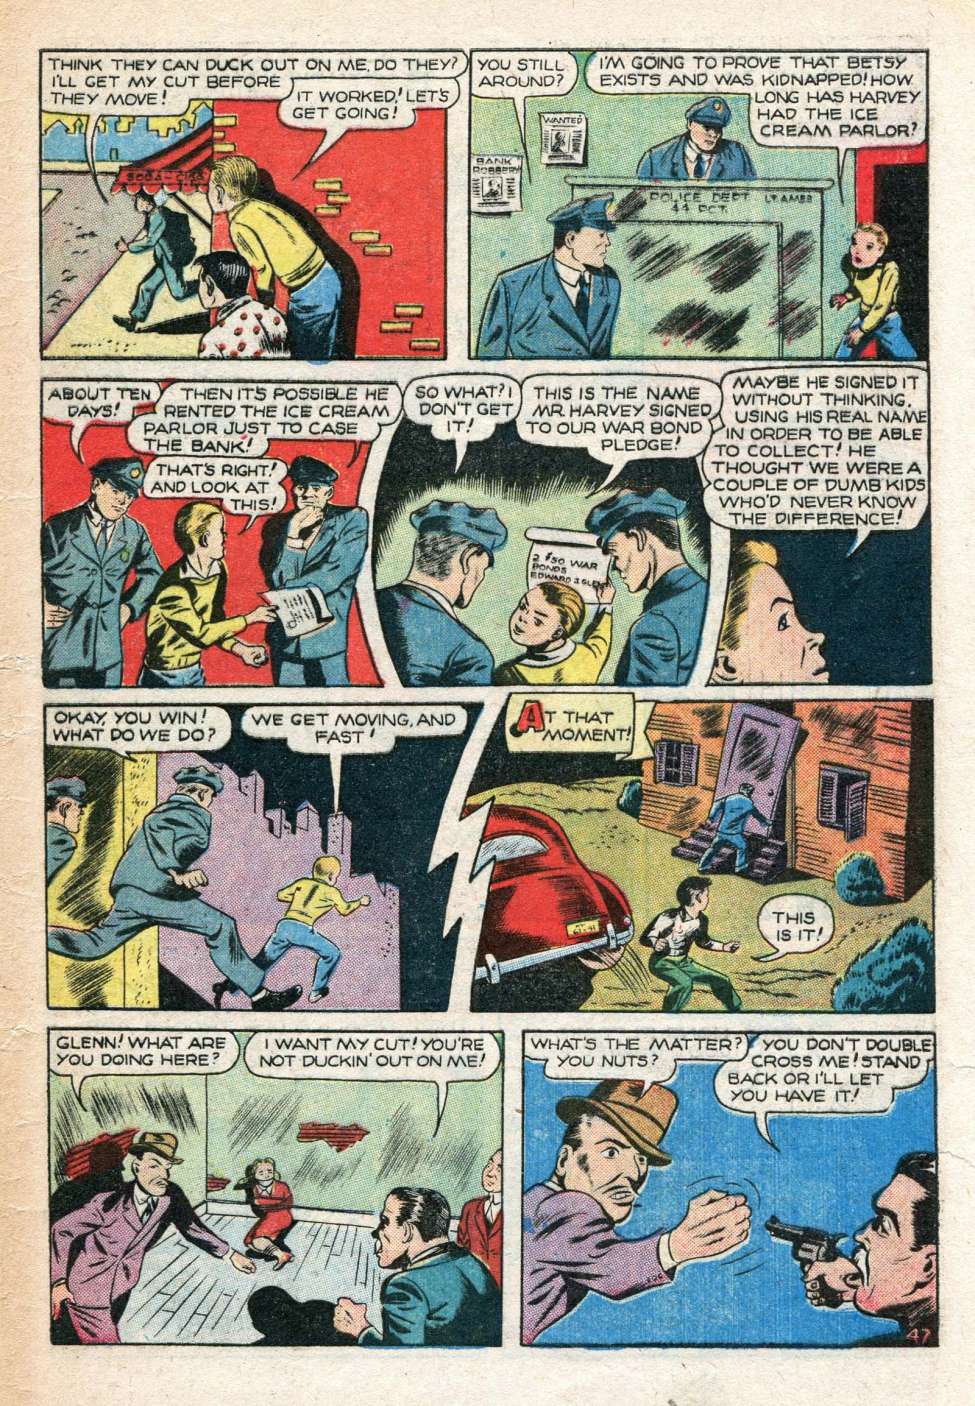 THINK THEY CAN DUCK OUT ON ME, DO THEY?
I'LL GET MY CUT BEFORE
THEY MOVE!
IT WORKED! LET'S
GET GOING!
YOU STILL
AROUND?
I'M GOING TO PROVE THAT BETSY
EXISTS AND WAS KIDNAPPED! HOW
LONG HAS HARVEY
HAD THE ICE
CREAM PARLOR?
WANTED
BANK
ROBBERY
POLICE DEPT
44 PCT.
LT. AMES
ABOUT TEN
DAYS!
THEN IT'S POSSIBLE HE
RENTED THE ICE CREAM
PARLOR JUST TO CASE
THE BANK!
THAT'S RIGHT!
AND LOOK AT
THIS!
SO WHAT? I
DON'T GET
IT!
THIS IS THE NAME
MR. HARVEY SIGNED
TO OUR WAR BOND
PLEDGE!
2 $50 WAR
BONDS
EDWARD J. GLENN
MAYBE HE SIGNED IT
WITHOUT THINKING,
USING HIS REAL NAME
IN ORDER TO BE ABLE
TO COLLECT! HE
THOUGHT WE WERE A
COUPLE OF DUMB KIDS
WHO'D NEVER KNOW
THE DIFFERENCE!
OKAY, YOU WIN!
WHAT DO WE DO?
WE GET MOVING, AND
FAST!
AT THAT
MOMENT!
THIS
IS IT!
GLENN! WHAT ARE
YOU DOING HERE?
I WANT MY CUT! YOU'RE
NOT DUCKIN' OUT ON ME!
WHAT'S THE MATTER?
YOU NUTS?
YOU DON'T DOUBLE
CROSS ME! STAND
BACK OR I'LL LET
YOU HAVE IT!
47